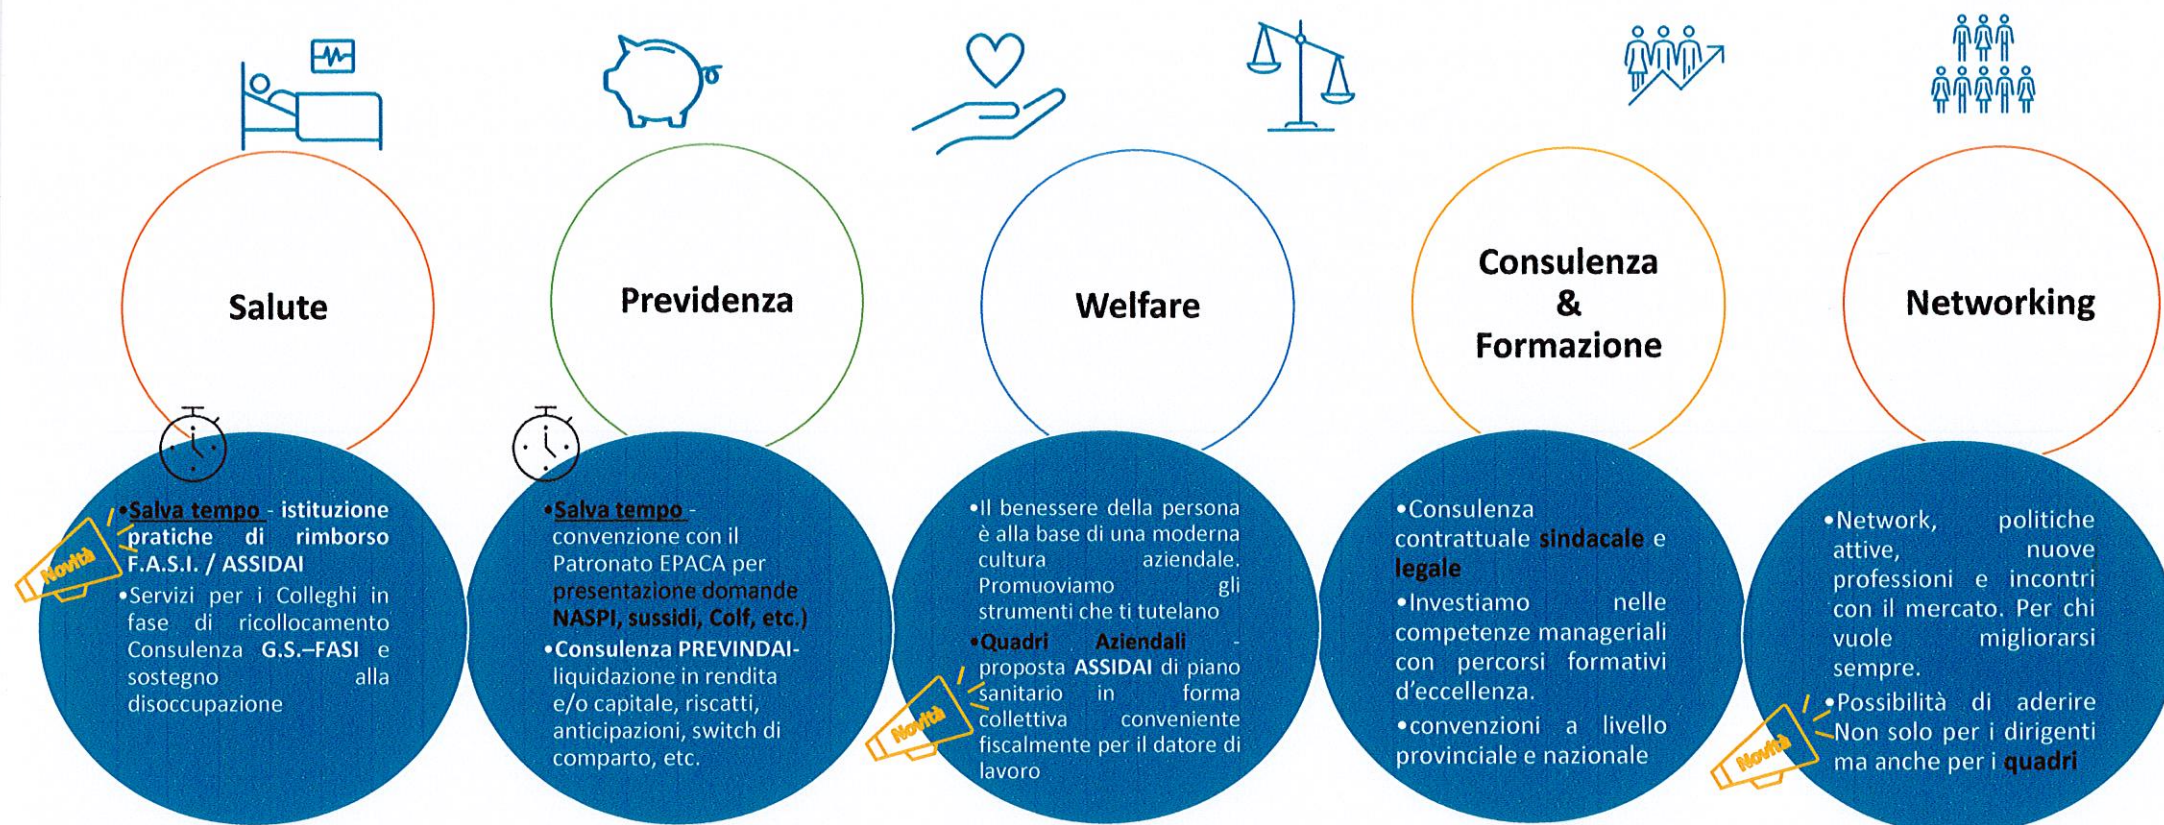 Salute
Previdenza
Welfare
Consulenza
&
Formazione
Networking
•Salva tempo - istituzione
pratiche di rimborso
F.A.S.I. / ASSIDAI
•Servizi per i Colleghi in
fase di ricollocamento
Consulenza G.S.–FASI e
sostegno alla
disoccupazione
Novità
•Salva tempo -
convenzione con il
Patronato EPACA per
presentazione domande
NASPI, sussidi, Colf, etc.)
•Consulenza PREVINDAI-
liquidazione in rendita
e/o capitale, riscatti,
anticipazioni, switch di
comparto, etc.
•Il benessere della persona
è alla base di una moderna
cultura aziendale.
Promuoviamo gli
strumenti che ti tutelano
•Quadri Aziendali -
proposta ASSIDAI di piano
sanitario in forma
collettiva conveniente
fiscalmente per il datore di
lavoro
Novità
•Consulenza
contrattuale sindacale e
legale
•Investiamo nelle
competenze manageriali
con percorsi formativi
d'eccellenza.
•convenzioni a livello
provinciale e nazionale
•Network, politiche
attive, nuove
professioni e incontri
con il mercato. Per chi
vuole migliorarsi
sempre.
•Possibilità di aderire
Non solo per i dirigenti
ma anche per i quadri
Novità